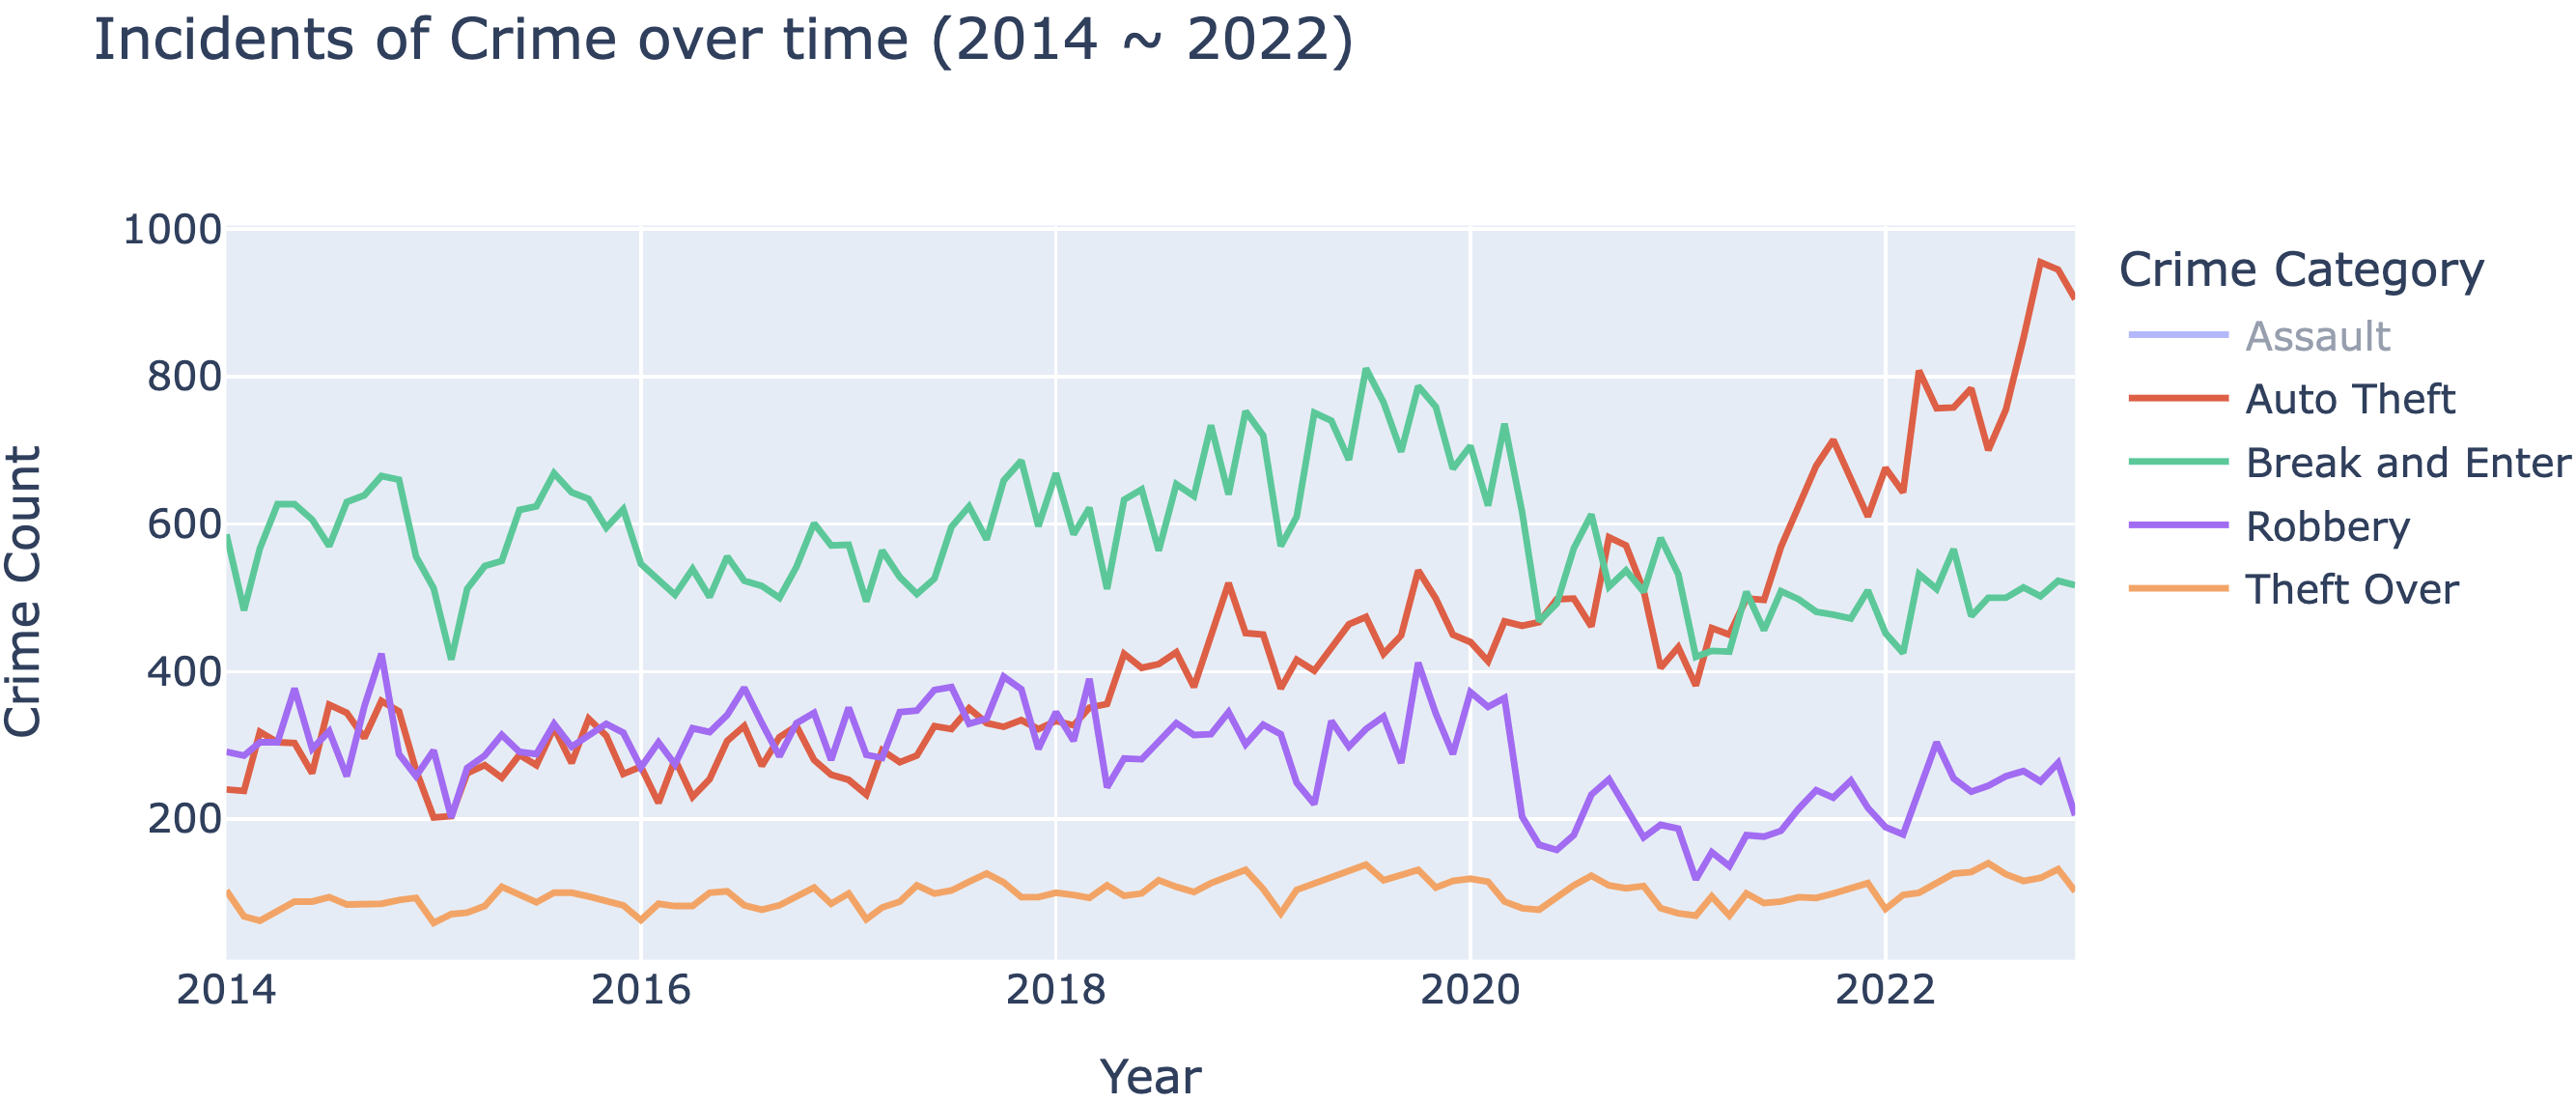 Incidents of Crime over time (2014 ~ 2022)
Crime Count
1000
800
600
400
200
2014
2016
2018
2020
2022
Year
Crime Category
Assault
Auto Theft
Break and Enter
Robbery
Theft Over